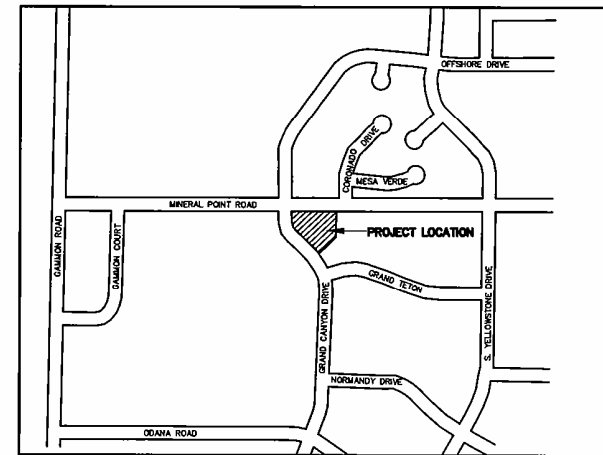 OFFSHORE DRIVE
CORONADO DRIVE
MESA VERDE
MINERAL POINT ROAD
GAMMON ROAD
GAMMON COURT
PROJECT LOCATION
GRAND TETON
GRAND CANYON DRIVE
S. YELLOWSTONE DRIVE
NORMANDY DRIVE
ODANA ROAD